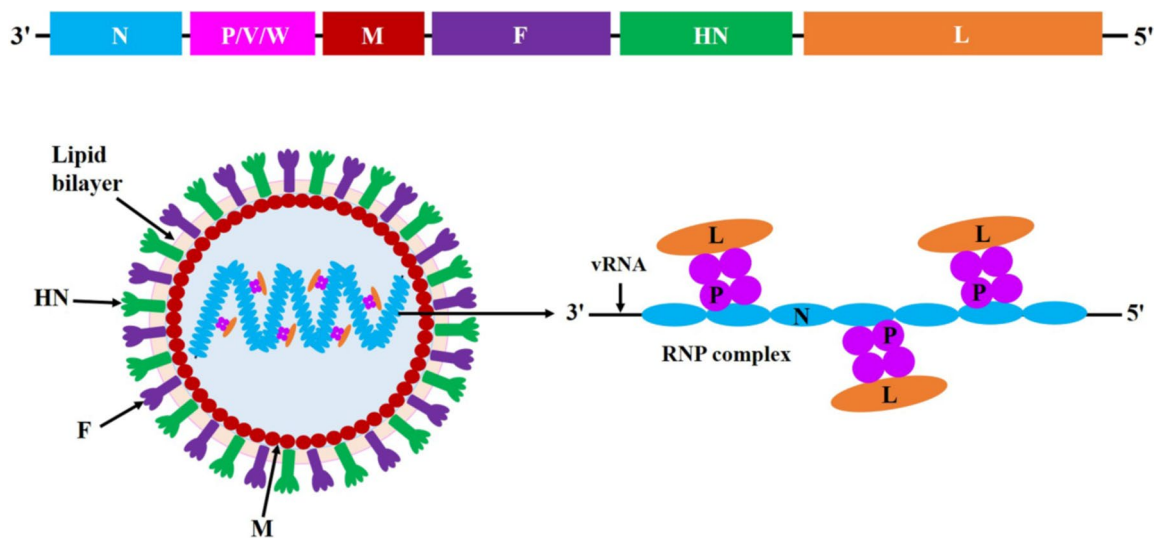 3' N P/V/W M F HN L 5'
Lipid
bilayer
HN
F
M
L
P
L
P
vRNA
3' N 5'
RNP complex
P
L